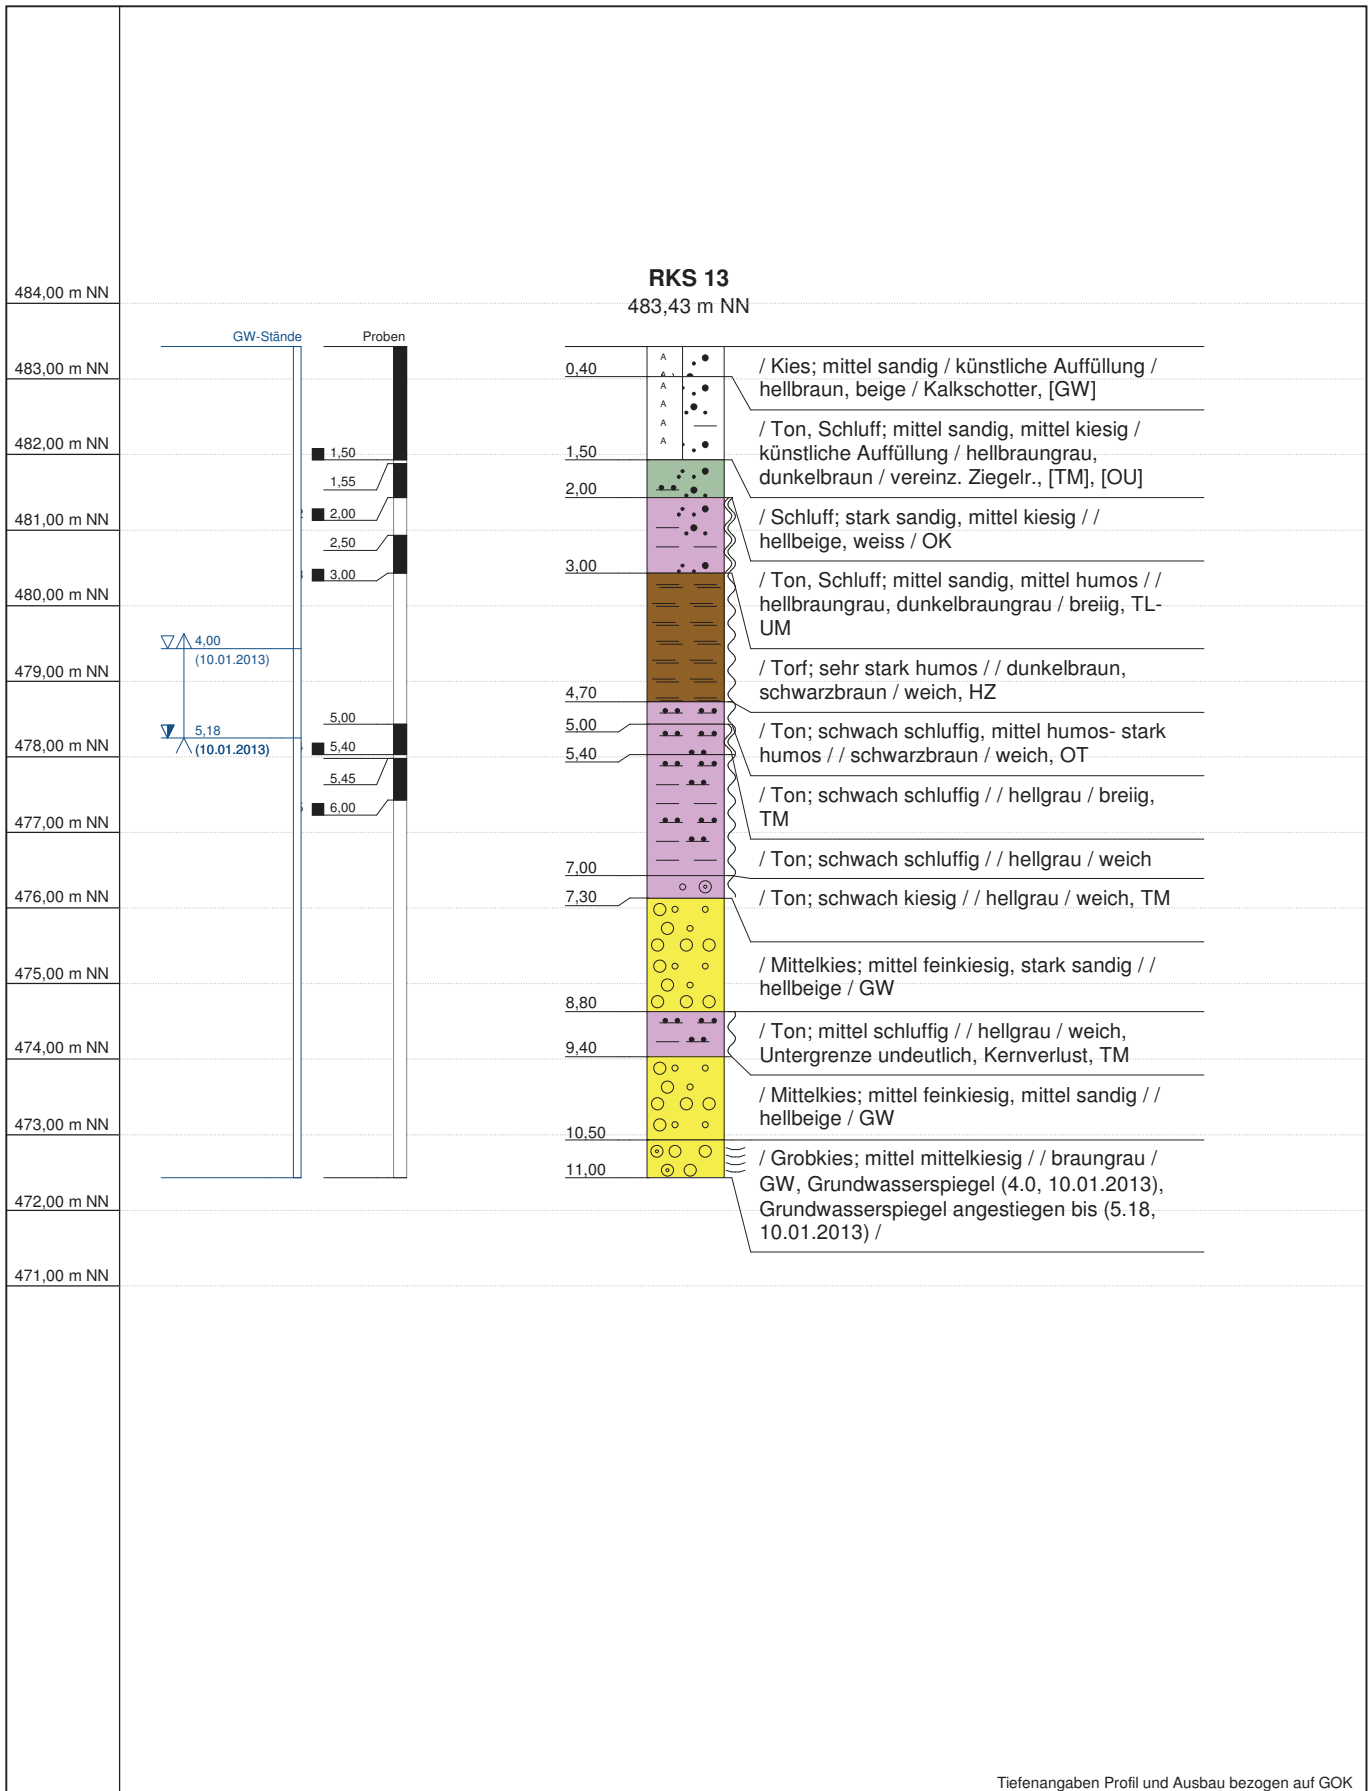 RKS 13
483,43 m NN
484,00 m NN
483,00 m NN
482,00 m NN
481,00 m NN
480,00 m NN
479,00 m NN
478,00 m NN
477,00 m NN
476,00 m NN
475,00 m NN
474,00 m NN
473,00 m NN
472,00 m NN
471,00 m NN
GW-Stände
4,00
(10.01.2013)
5,18
(10.01.2013)
Proben
1,50
1,55
2,00
2,50
3,00
5,00
5,40
5,45
6,00
0,40
1,50
2,00
3,00
4,70
5,00
5,40
7,00
7,30
8,80
9,40
10,50
11,00
A
A
A
A
A
A
/ Kies; mittel sandig / künstliche Auffüllung /
hellbraun, beige / Kalkschotter, [GW]
/ Ton, Schluff; mittel sandig, mittel kiesig /
künstliche Auffüllung / hellbraungrau,
dunkelbraun / vereinz. Ziegelr., [TM], [OU]
/ Schluff; stark sandig, mittel kiesig / /
hellbeige, weiss / OK
/ Ton, Schluff; mittel sandig, mittel humos / /
hellbraungrau, dunkelbraungrau / breiig, TL-
UM
/ Torf; sehr stark humos / / dunkelbraun,
schwarzbraun / weich, HZ
/ Ton; schwach schluffig, mittel humos- stark
humos / / schwarzbraun / weich, OT
/ Ton; schwach schluffig / / hellgrau / breiig,
TM
/ Ton; schwach schluffig / / hellgrau / weich
/ Ton; schwach kiesig / / hellgrau / weich, TM
/ Mittelkies; mittel feinkiesig, stark sandig / /
hellbeige / GW
/ Ton; mittel schluffig / / hellgrau / weich,
Untergrenze undeutlich, Kernverlust, TM
/ Mittelkies; mittel feinkiesig, mittel sandig / /
hellbeige / GW
/ Grobkies; mittel mittelkiesig / / braungrau /
GW, Grundwasserspiegel (4.0, 10.01.2013),
Grundwasserspiegel angestiegen bis (5.18,
10.01.2013) /
Tiefenangaben Profil und Ausbau bezogen auf GOK